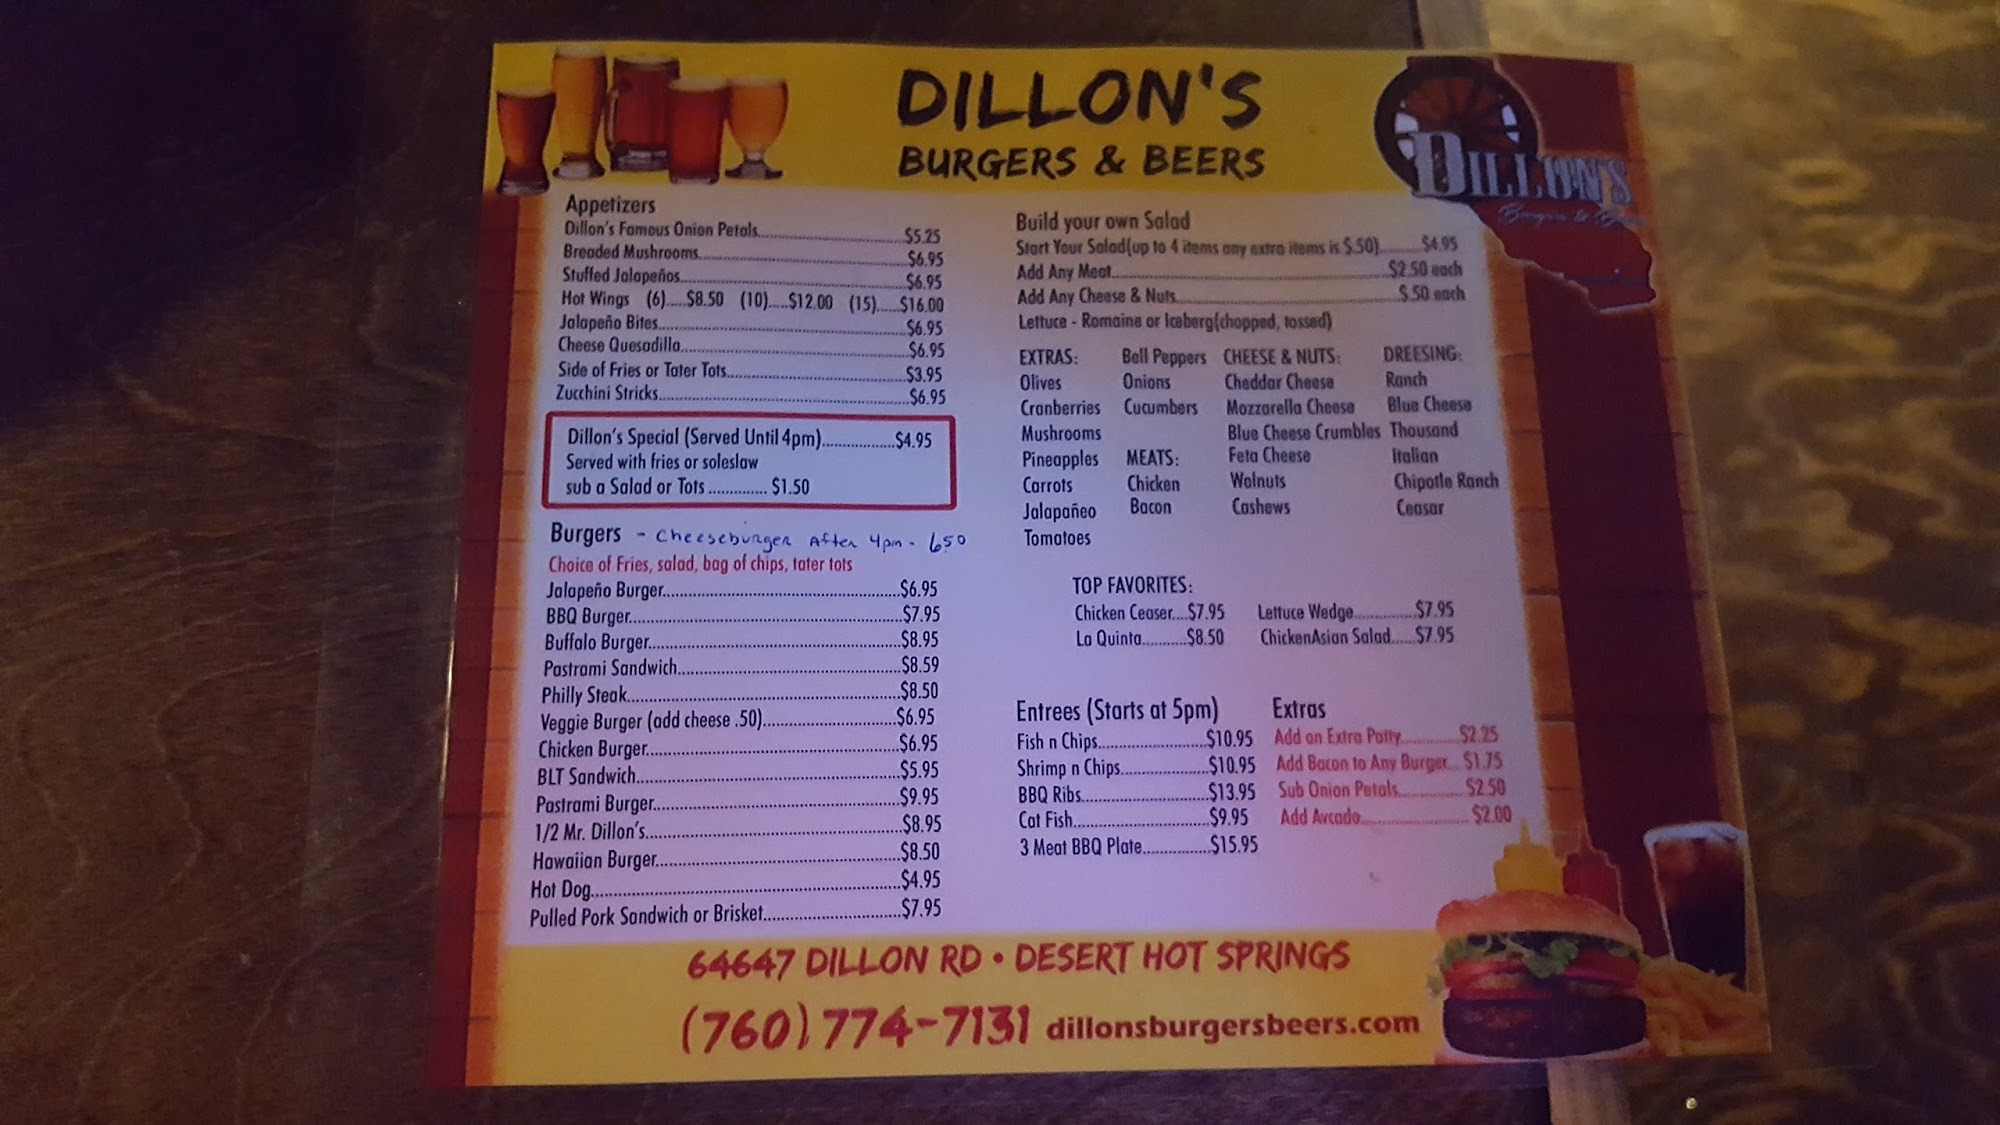 DILLON'S
BURGERS & BEERS
DILLON'S
Burgers & Beers
Appetizers
Dillon's Famous Onion Petals..............................$5.25
Breaded Mushrooms..............................$6.95
Stuffed Jalapeños..............................$6.95
Hot Wings (6).....$8.50 (10).....$12.00 (15)......$16.00
Jalapeño Bites..............................$6.95
Cheese Quesadilla..............................$6.95
Side of Fries or Tater Tots..............................$3.95
Zucchini Stricks..............................$6.95
Dillon's Special (Served Until 4pm).................$4.95
Served with fries or soleslaw
sub a Salad or Tots.............. $1.50
Burgers - Cheeseburger After 4pm - 650
Choice of Fries, salad, bag of chips, tater tots
Jalapeño Burger..............................$6.95
BBQ Burger..............................$7.95
Buffalo Burger..............................$8.95
Pastrami Sandwich..............................$8.59
Philly Steak..............................$8.50
Veggie Burger (add cheese .50)..............................$6.95
Chicken Burger..............................$6.95
BLT Sandwich..............................$5.95
Pastrami Burger..............................$9.95
1/2 Mr. Dillon's..............................$8.95
Hawaiian Burger..............................$8.50
Hot Dog..............................$4.95
Pulled Pork Sandwich or Brisket..............................$7.95
Build your own Salad
Start Your Salad(up to 4 items any extra items is $.50).........$4.95
Add Any Meat..............................$2.50 each
Add Any Cheese & Nuts..............................$.50 each
Lettuce - Romaine or Iceberg(chopped, tossed)
EXTRAS:
Olives
Cranberries
Mushrooms
Pineapples
Carrots
Jalapañeo
Tomatoes
Bell Peppers
Onions
Cucumbers
MEATS:
Chicken
Bacon
CHEESE & NUTS:
Cheddar Cheese
Mozzarella Cheese
Blue Cheese Crumbles
Feta Cheese
Walnuts
Cashews
DREESING:
Ranch
Blue Cheese
Thousand
Italian
Chipotle Ranch
Ceasar
TOP FAVORITES:
Chicken Ceaser....$7.95 Lettuce Wedge..............$7.95
La Quinta..........$8.50 ChickenAsian Salad......$7.95
Entrees (Starts at 5pm)
Fish n Chips.........................$10.95
Shrimp n Chips....................$10.95
BBQ Ribs.............................$13.95
Cat Fish...............................$9.95
3 Meat BBQ Plate................$15.95
Extras
Add an Extra Patty..............$2.25
Add Bacon to Any Burger... $1.75
Sub Onion Petals............... $2.50
Add Avcado......................... $2.00
64647 DILLON RD • DESERT HOT SPRINGS
(760) 774-7131 dillonsburgersbeers.com